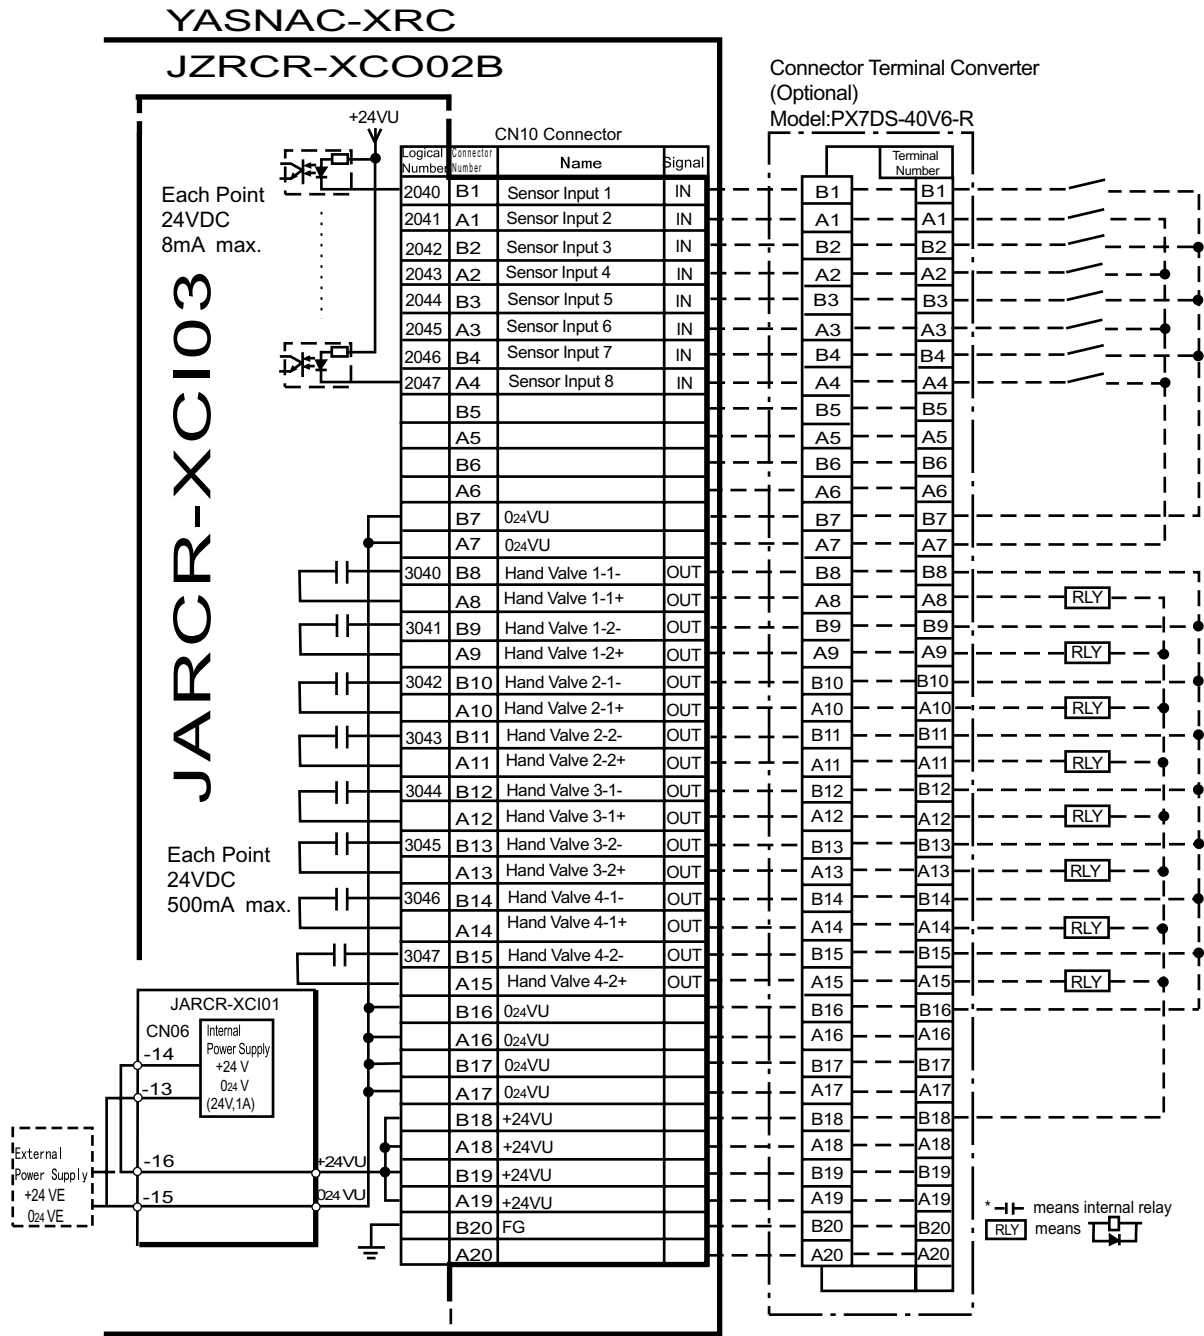 YASNAC-XRC
JZRCR-XCO02B
Connector Terminal Converter
(Optional)
Model:PX7DS-40V6-R
+24VU
CN10 Connector
Logical Number Connector Number Name Signal
Terminal Number
Each Point
24VDC
8mA max.
JARCR-XCI03
2040 B1 Sensor Input 1 IN B1 B1
2041 A1 Sensor Input 2 IN A1 A1
2042 B2 Sensor Input 3 IN B2 B2
2043 A2 Sensor Input 4 IN A2 A2
2044 B3 Sensor Input 5 IN B3 B3
2045 A3 Sensor Input 6 IN A3 A3
2046 B4 Sensor Input 7 IN B4 B4
2047 A4 Sensor Input 8 IN A4 A4
B5 B5 B5
A5 A5 A5
B6 B6 B6
A6 A6 A6
B7 024VU B7 B7
A7 024VU A7 A7
3040 B8 Hand Valve 1-1- OUT B8 B8
A8 Hand Valve 1-1+ OUT A8 A8 RLY
3041 B9 Hand Valve 1-2- OUT B9 B9
A9 Hand Valve 1-2+ OUT A9 A9 RLY
3042 B10 Hand Valve 2-1- OUT B10 B10
A10 Hand Valve 2-1+ OUT A10 A10 RLY
3043 B11 Hand Valve 2-2- OUT B11 B11
A11 Hand Valve 2-2+ OUT A11 A11 RLY
3044 B12 Hand Valve 3-1- OUT B12 B12
A12 Hand Valve 3-1+ OUT A12 A12 RLY
3045 B13 Hand Valve 3-2- OUT B13 B13
A13 Hand Valve 3-2+ OUT A13 A13 RLY
3046 B14 Hand Valve 4-1- OUT B14 B14
A14 Hand Valve 4-1+ OUT A14 A14 RLY
3047 B15 Hand Valve 4-2- OUT B15 B15
A15 Hand Valve 4-2+ OUT A15 A15 RLY
B16 024VU B16 B16
A16 024VU A16 A16
B17 024VU B17 B17
A17 024VU A17 A17
B18 +24VU B18 B18
A18 +24VU A18 A18
B19 +24VU B19 B19
A19 +24VU A19 A19
B20 FG B20 B20
A20 A20 A20
Each Point
24VDC
500mA max.
JARCR-XCI01
CN06
Internal
Power Supply
+24 V
024 V
(24V,1A)
-14
-13
-16
-15
+24VU
024 VU
External
Power Supply
+24 VE
024 VE
* means internal relay
RLY means